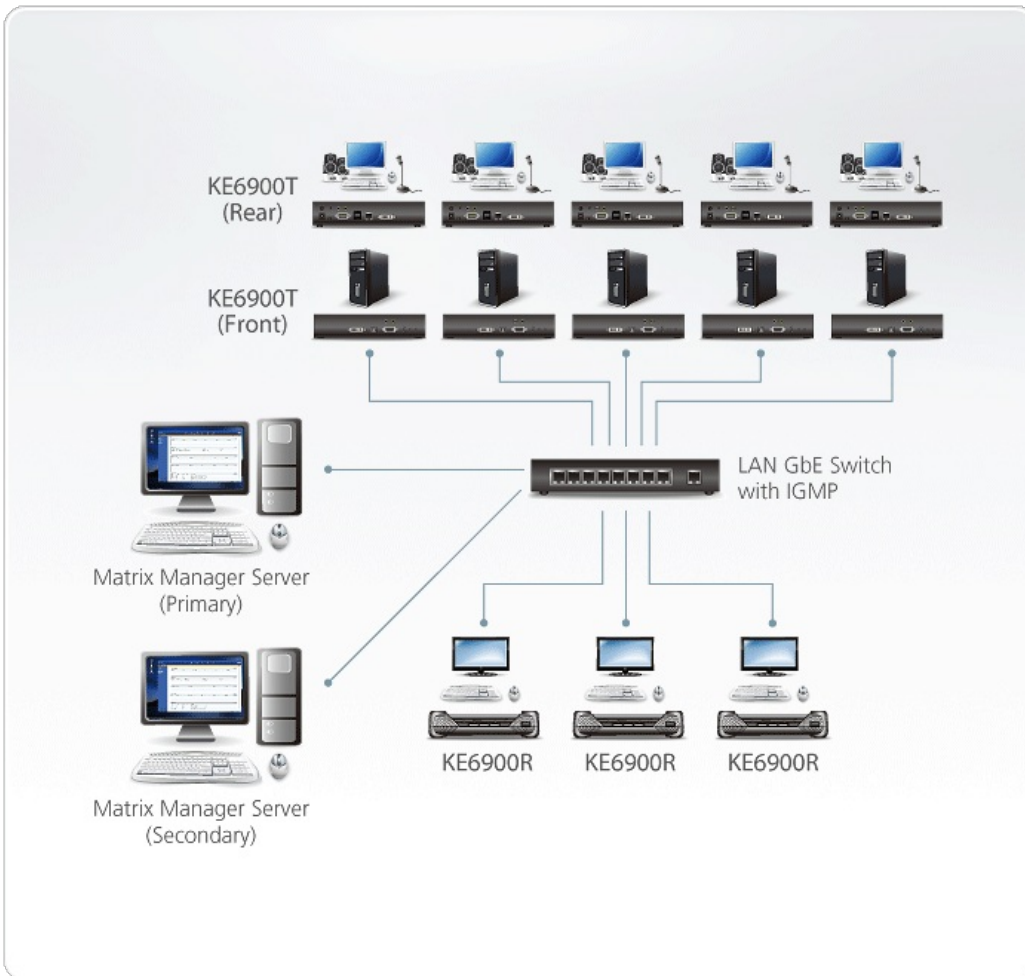 KE6900T
(Rear)
KE6900T
(Front)
LAN GbE Switch
with IGMP
Matrix Manager Server
(Primary)
KE6900R
KE6900R
KE6900R
Matrix Manager Server
(Secondary)